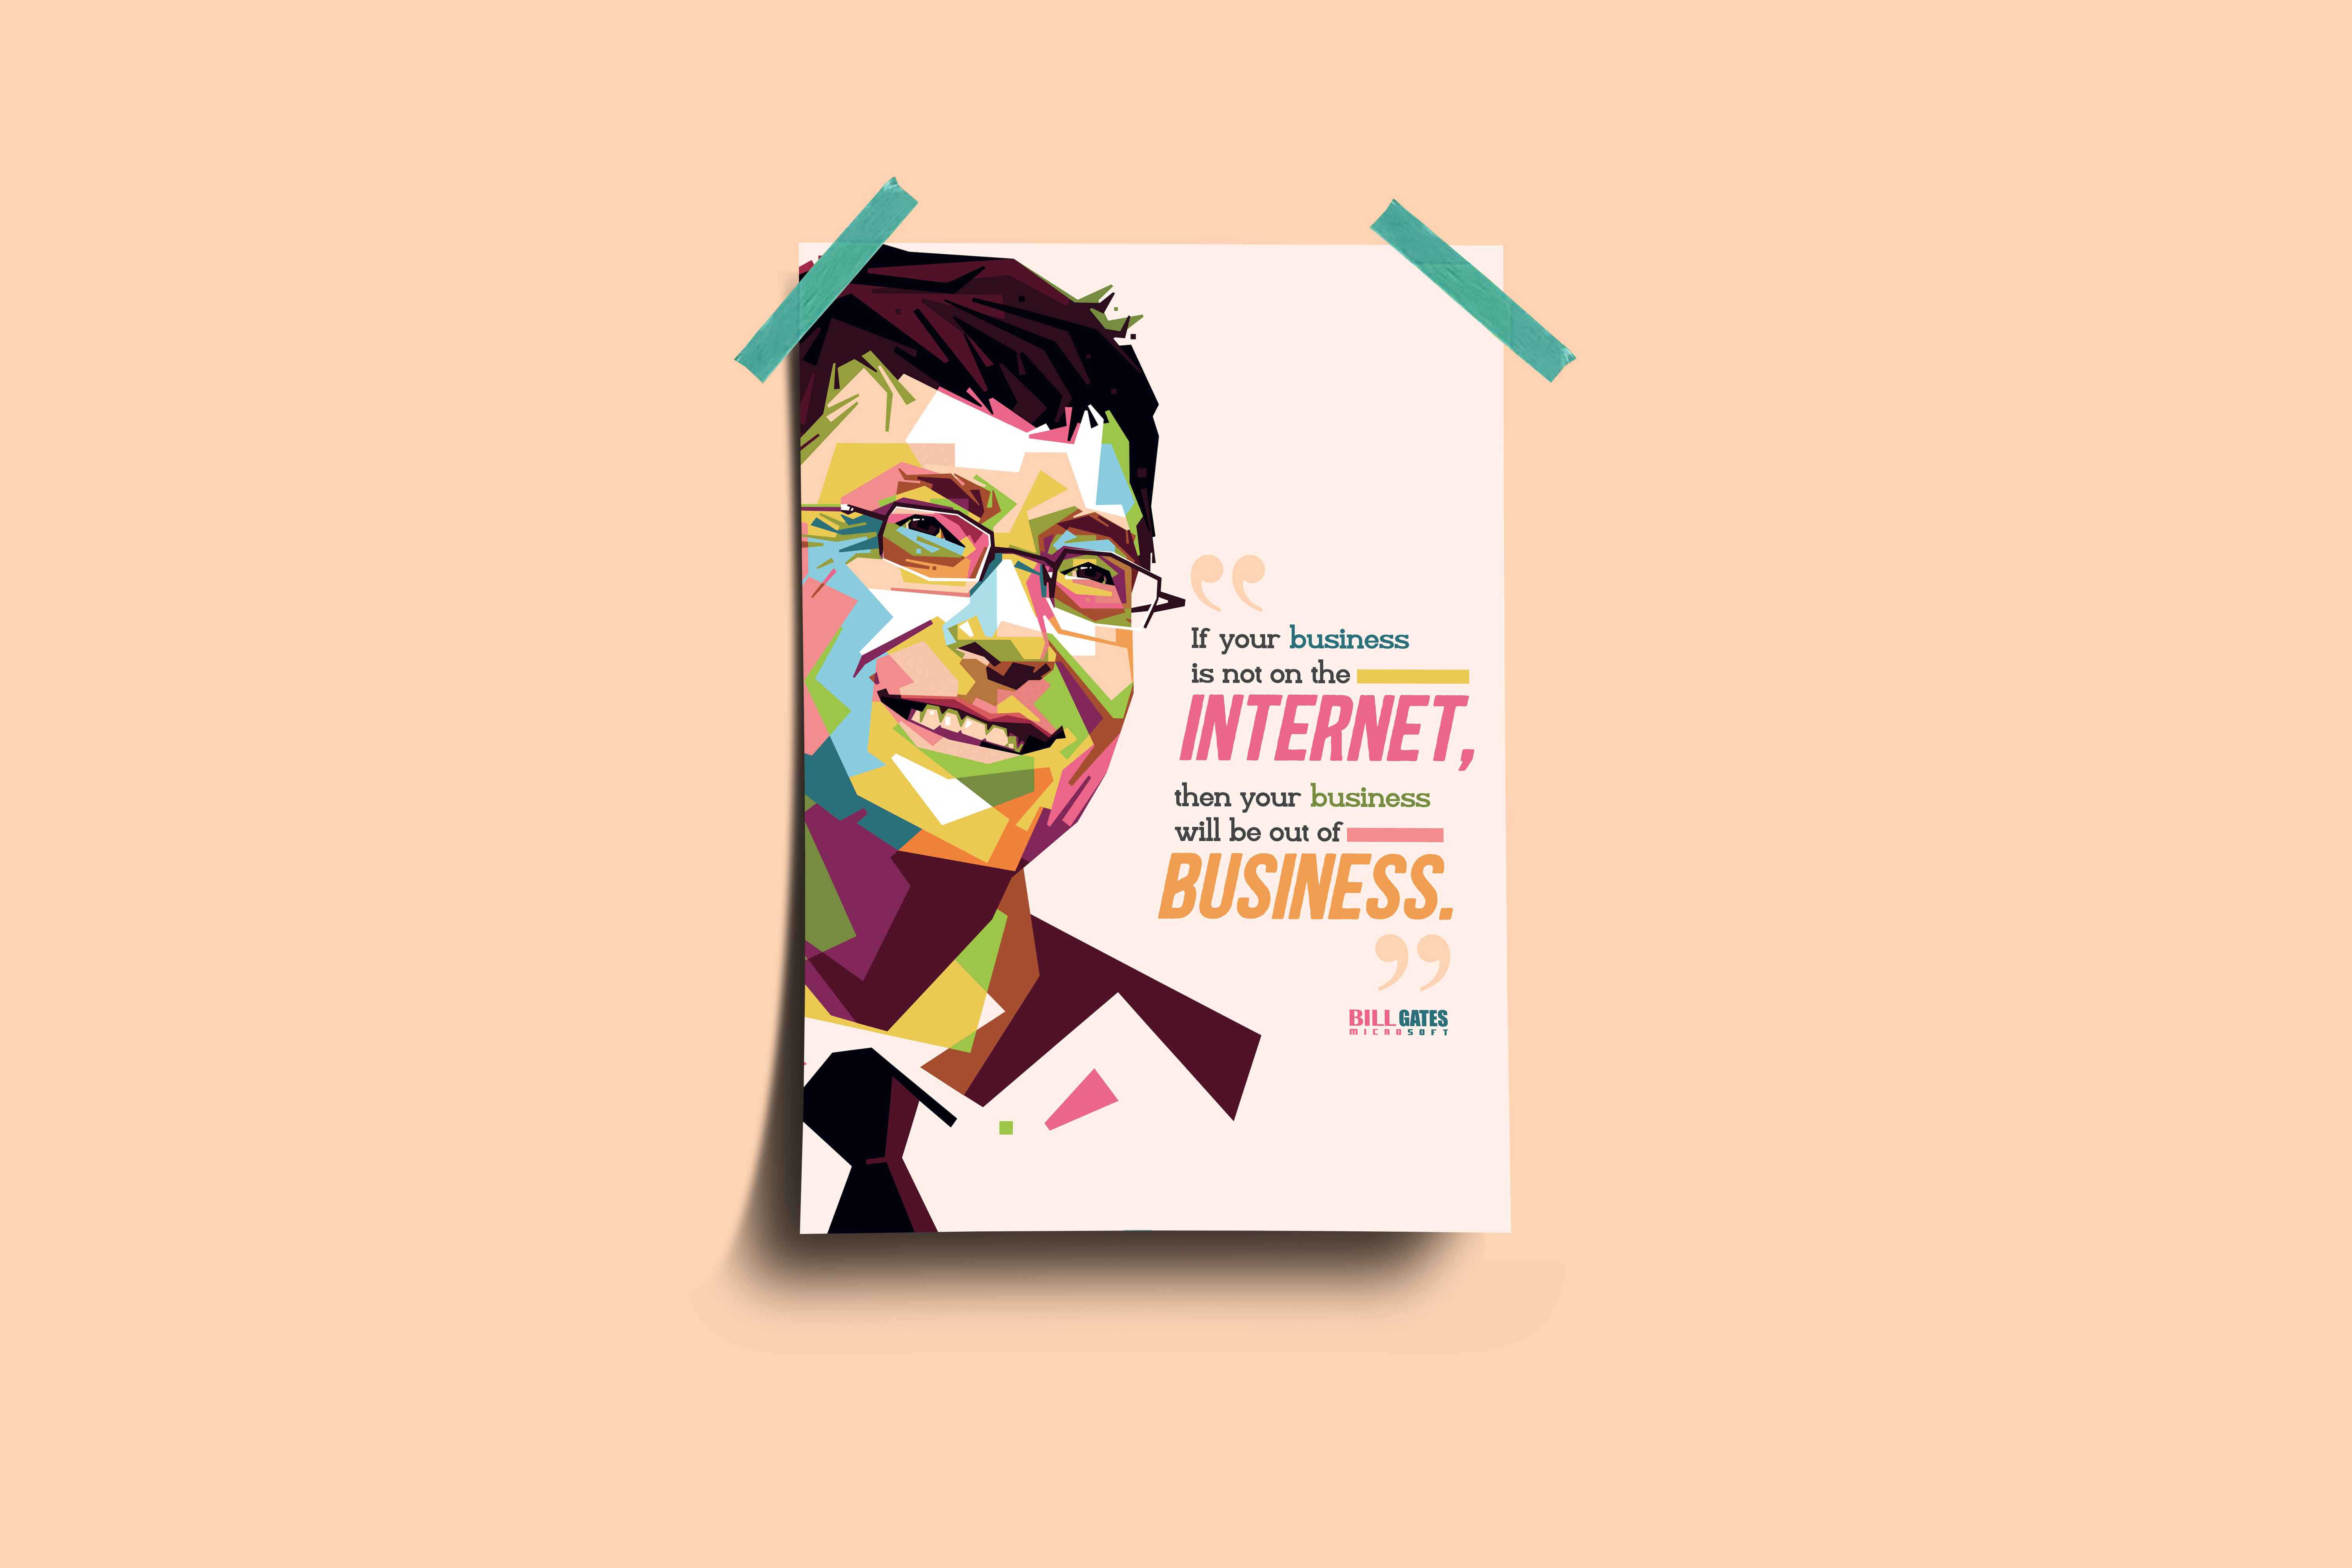 “
If your business
is not on the
INTERNET,
then your business
will be out of
BUSINESS.
”
BILL GATES
MICROSOFT